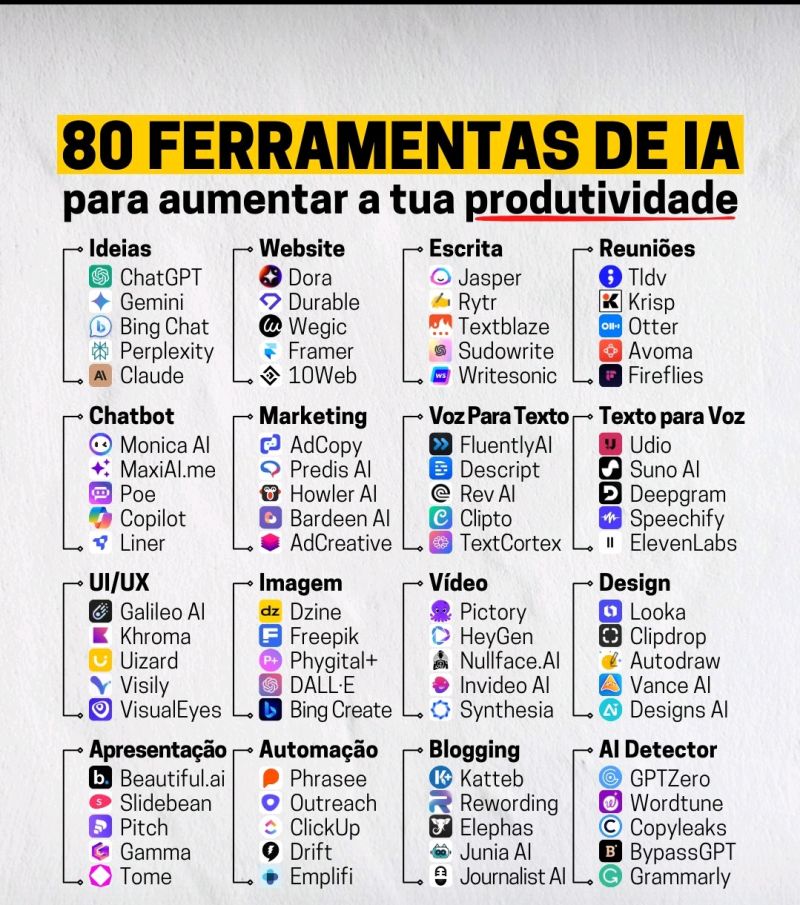 80 FERRAMENTAS DE IA
para aumentar a tua produtividade
Ideias
ChatGPT
Gemini
Bing Chat
Perplexity
Claude
Website
Dora
Durable
Wegic
Framer
10Web
Escrita
Jasper
Rytr
Textblaze
Sudowrite
Writesonic
Reuniões
Tldv
Krisp
Otter
Avoma
Fireflies
Chatbot
Monica AI
MaxiAI.me
Poe
Copilot
Liner
Marketing
AdCopy
Predis AI
Howler AI
Bardeen AI
AdCreative
Voz Para Texto
FluentlyAI
Descript
Rev AI
Clipto
TextCortex
Texto para Voz
Udio
Suno AI
Deepgram
Speechify
ElevenLabs
UI/UX
Galileo AI
Khroma
Uizard
Visily
VisualEyes
Imagem
Dzine
Freepik
Phygital+
DALL·E
Bing Create
Vídeo
Pictory
HeyGen
Nullface.AI
Invideo AI
Synthesia
Design
Looka
Clipdrop
Autodraw
Vance AI
Designs AI
Apresentação
Beautiful.ai
Slidebean
Pitch
Gamma
Tome
Automação
Phrasee
Outreach
ClickUp
Drift
Emplifi
Blogging
Katteb
Rewording
Elephas
Junia AI
Journalist AI
AI Detector
GPTZero
Wordtune
Copyleaks
BypassGPT
Grammarly